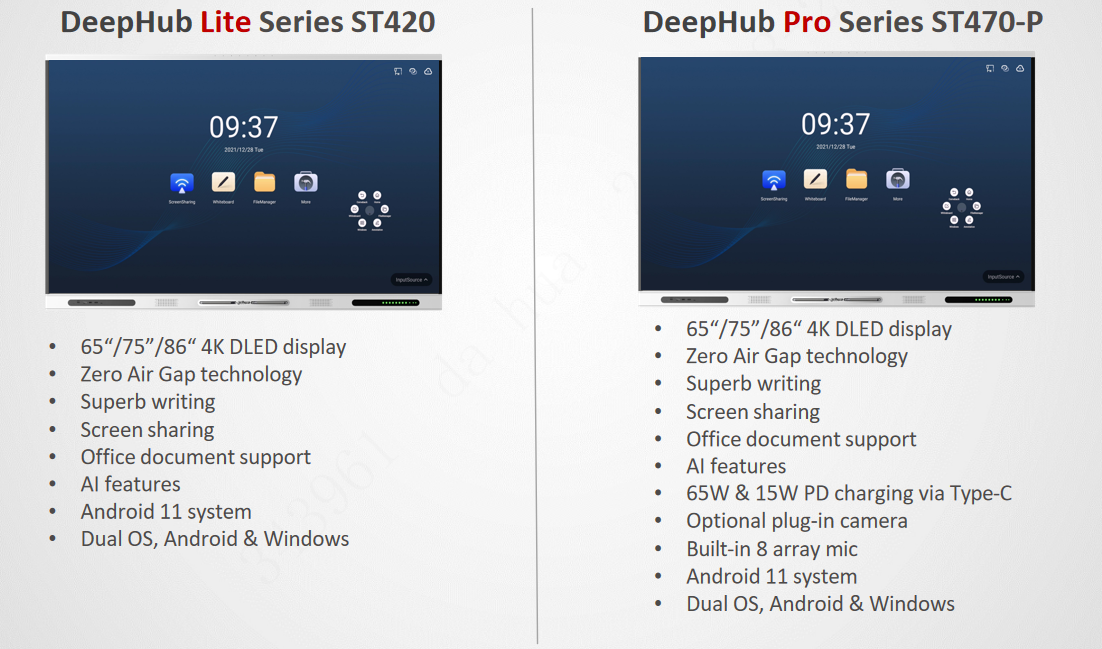 DeepHub Lite Series ST420
09:37
2021/12/28 Tue
ScreenSharing Whiteboard FileManager More
InputSource
• 65“/75”/86“ 4K DLED display
• Zero Air Gap technology
• Superb writing
• Screen sharing
• Office document support
• AI features
• Android 11 system
• Dual OS, Android & Windows
DeepHub Pro Series ST470-P
09:37
2021/12/28 Tue
ScreenSharing Whiteboard FileManager More
InputSource
• 65“/75”/86“ 4K DLED display
• Zero Air Gap technology
• Superb writing
• Screen sharing
• Office document support
• AI features
• 65W & 15W PD charging via Type-C
• Optional plug-in camera
• Built-in 8 array mic
• Android 11 system
• Dual OS, Android & Windows
da hua